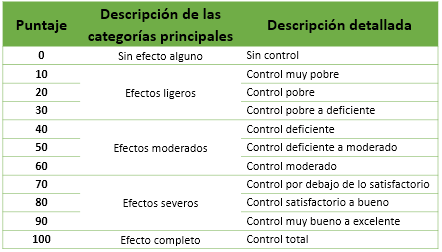 Puntaje Descripción de las categorías principales Descripción detallada
0 Sin efecto alguno Sin control
10 Control muy pobre
20 Efectos ligeros Control pobre
30 Control pobre a deficiente
40 Control deficiente
50 Efectos moderados Control deficiente a moderado
60 Control moderado
70 Control por debajo de lo satisfactorio
80 Efectos severos Control satisfactorio a bueno
90 Control muy bueno a excelente
100 Efecto completo Control total